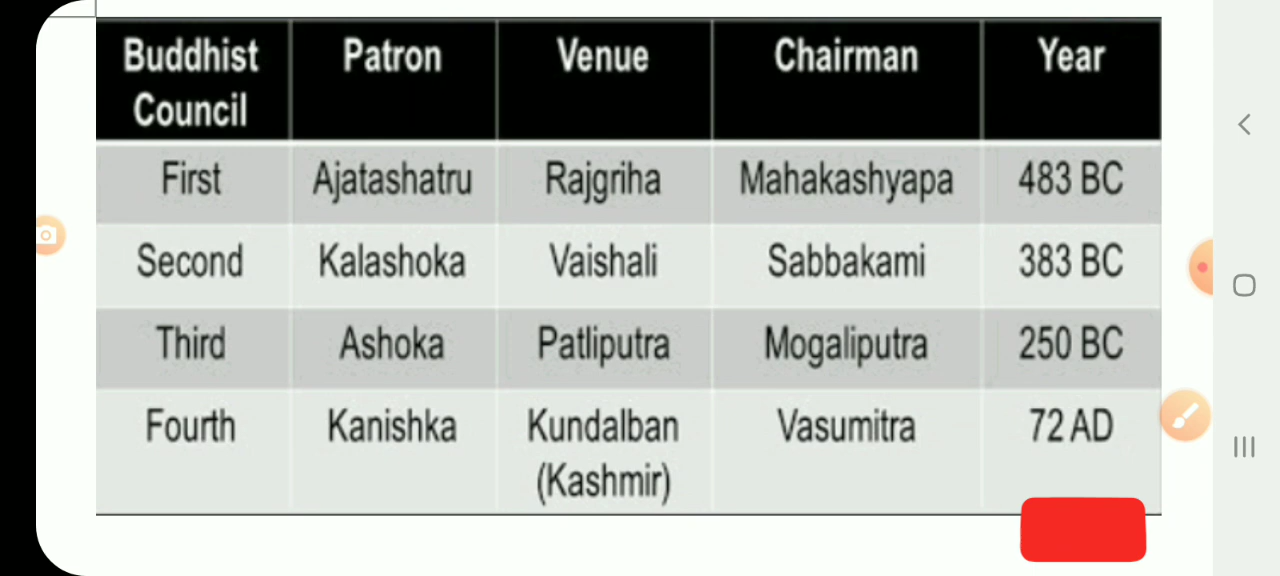 Buddhist Council Patron Venue Chairman Year
First Ajatashatru Rajgriha Mahakashyapa 483 BC
Second Kalashoka Vaishali Sabbakami 383 BC
Third Ashoka Patliputra Mogaliputra 250 BC
Fourth Kanishka Kundalban (Kashmir) Vasumitra 72 AD